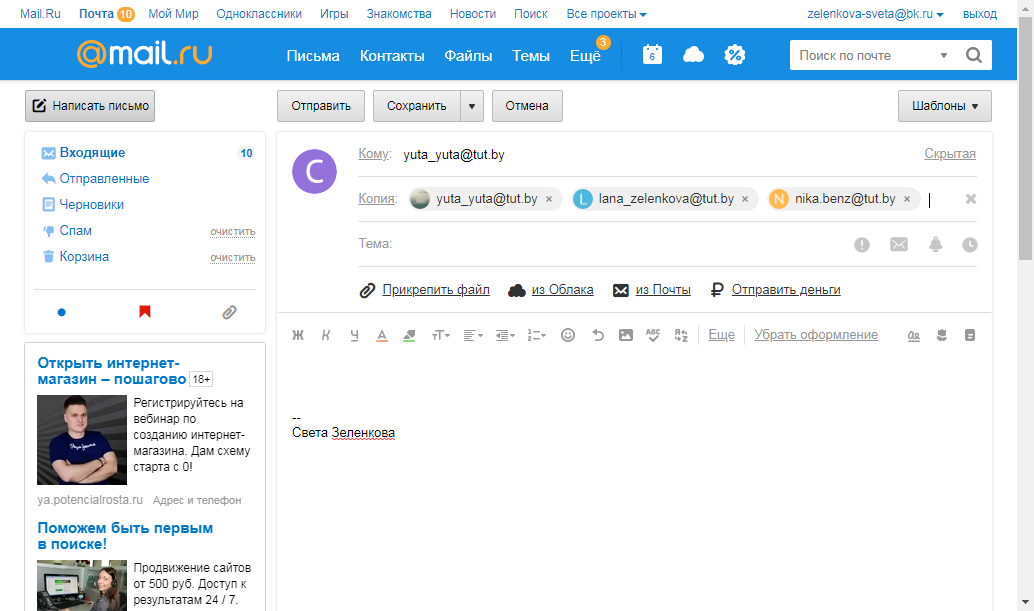 Mail.Ru Почта 10 Мой Мир Одноклассники Игры Знакомства Новости Поиск Все проекты zelenkova-sveta@bk.ru выход
@mail.ru Письма Контакты Файлы Темы Ещё 3 6 % Поиск по почте
Написать письмо Отправить Сохранить Отмена Шаблоны
Входящие 10
Отправленные
Черновики
Спам очистить
Корзина очистить
С
Кому: yuta_yuta@tut.by Скрытая
Копия: yuta_yuta@tut.by × L lana_zelenkova@tut.by × N nika.benz@tut.by ×
Тема:
Прикрепить файл из Облака из Почты Отправить деньги
Ж К Ч А тТ ABC Еще Убрать оформление
--
Света Зеленкова
Открыть интернет-
магазин – пошагово 18+
Регистрируйтесь на
вебинар по
созданию интернет-
магазина. Дам схему
старта с 0!
ya.potencialrosta.ru Адрес и телефон
Поможем быть первым
в поиске!
Продвижение сайтов
от 500 руб. Доступ к
результатам 24 / 7.